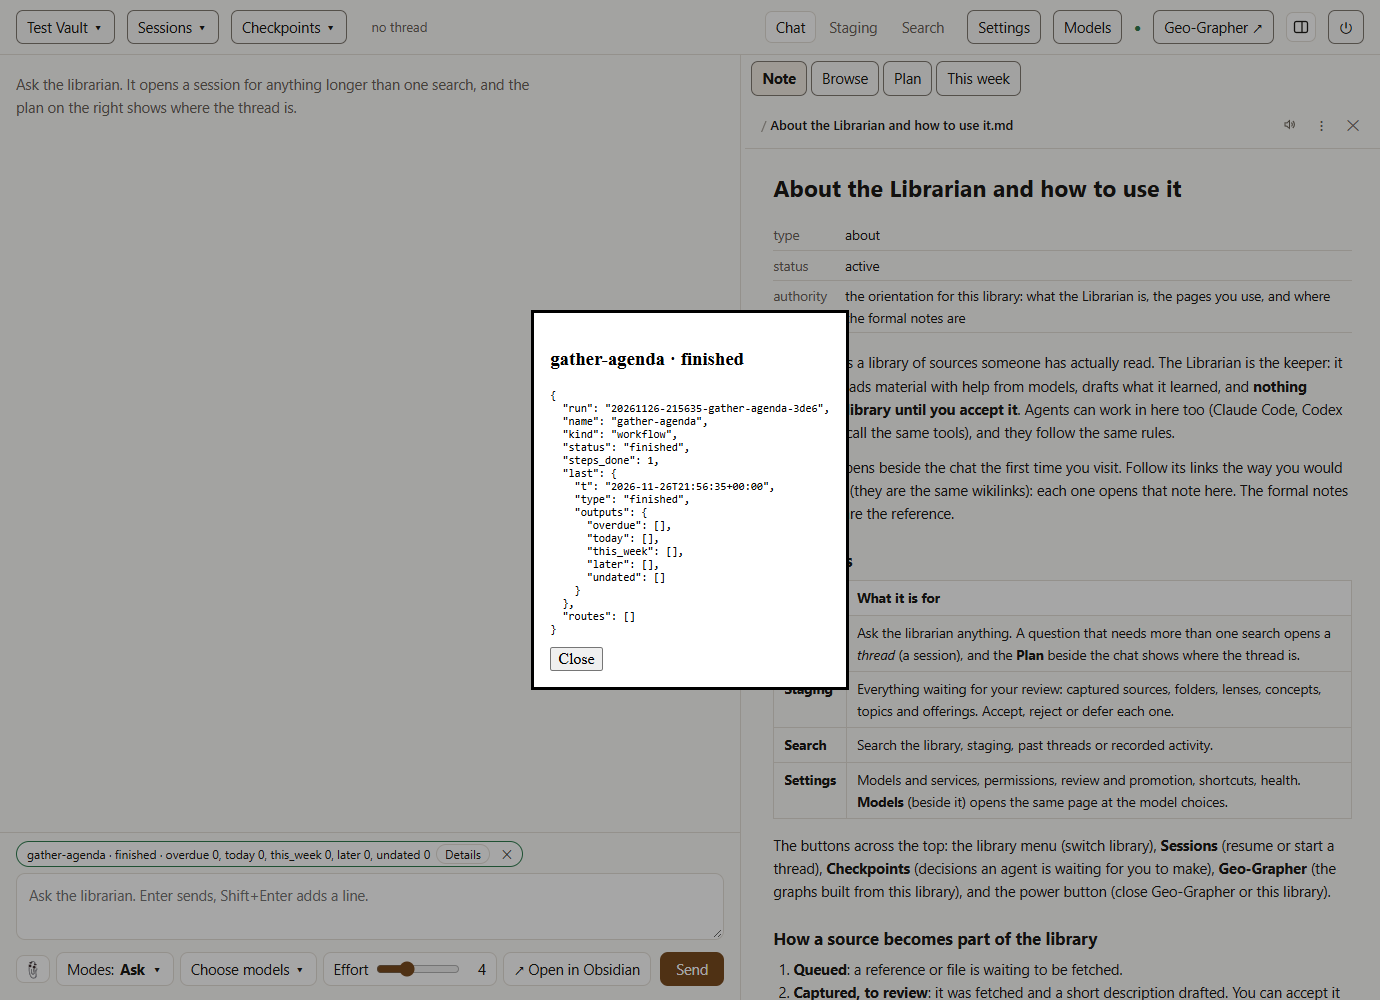 Test Vault ▾
Sessions ▾
Checkpoints ▾
no thread
Chat
Staging
Search
Settings
Models
Geo-Grapher ↗
Ask the librarian. It opens a session for anything longer than one search, and the
plan on the right shows where the thread is.
Note
Browse
Plan
This week
/ About the Librarian and how to use it.md
About the Librarian and how to use it
type about
status active
authority the orientation for this library: what the Librarian is, the pages you use, and where
he formal notes are
s a library of sources someone has actually read. The Librarian is the keeper: it
ads material with help from models, drafts what it learned, and nothing
ibrary until you accept it. Agents can work in here too (Claude Code, Codex
call the same tools), and they follow the same rules.
pens beside the chat the first time you visit. Follow its links the way you would
(they are the same wikilinks): each one opens that note here. The formal notes
re the reference.
s
What it is for
Ask the librarian anything. A question that needs more than one search opens a
thread (a session), and the Plan beside the chat shows where the thread is.
Staging Everything waiting for your review: captured sources, folders, lenses, concepts,
topics and offerings. Accept, reject or defer each one.
Search Search the library, staging, past threads or recorded activity.
Settings Models and services, permissions, review and promotion, shortcuts, health.
Models (beside it) opens the same page at the model choices.
The buttons across the top: the library menu (switch library), Sessions (resume or start a
thread), Checkpoints (decisions an agent is waiting for you to make), Geo-Grapher (the
graphs built from this library), and the power button (close Geo-Grapher or this library).
How a source becomes part of the library
1. Queued: a reference or file is waiting to be fetched.
2. Captured, to review: it was fetched and a short description drafted. You can accept it
gather-agenda · finished
{
"run": "20261126-215635-gather-agenda-3de6",
"name": "gather-agenda",
"kind": "workflow",
"status": "finished",
"steps_done": 1,
"last": {
"t": "2026-11-26T21:56:35+00:00",
"type": "finished",
"outputs": {
"overdue": [],
"today": [],
"this_week": [],
"later": [],
"undated": []
}
},
"routes": []
}
Close
gather-agenda · finished · overdue 0, today 0, this_week 0, later 0, undated 0 Details
Ask the librarian. Enter sends, Shift+Enter adds a line.
Modes: Ask ▾
Choose models ▾
Effort 4
↗ Open in Obsidian
Send